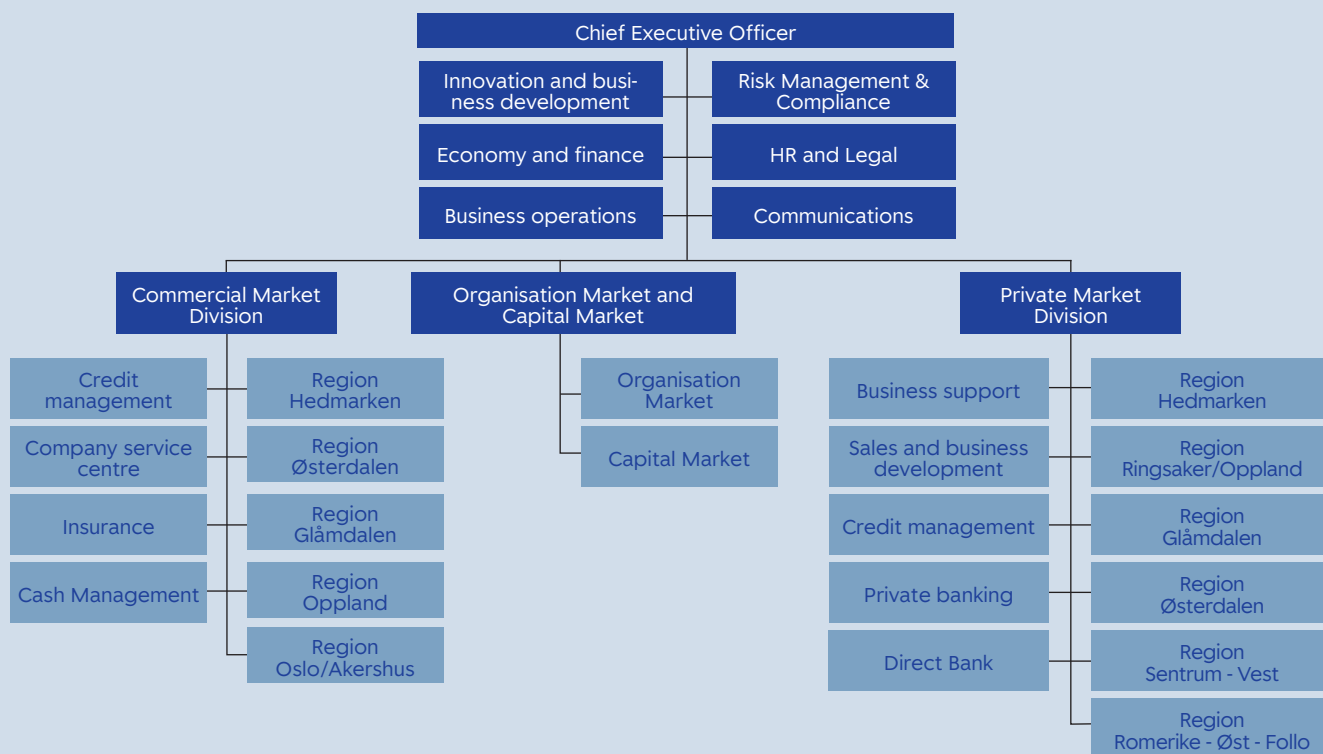 Chief Executive Officer
Innovation and busi-
ness development
Risk Management &
Compliance
Economy and finance
HR and Legal
Business operations
Communications
Commercial Market
Division
Organisation Market and
Capital Market
Private Market
Division
Credit
management
Region
Hedmarken
Company service
centre
Region
Østerdalen
Insurance
Region
Glåmdalen
Cash Management
Region
Oppland
Region
Oslo/Akershus
Organisation
Market
Capital Market
Business support
Region
Hedmarken
Sales and business
development
Region
Ringsaker/Oppland
Credit management
Region
Glåmdalen
Private banking
Region
Østerdalen
Direct Bank
Region
Sentrum - Vest
Region
Romerike - Øst - Follo